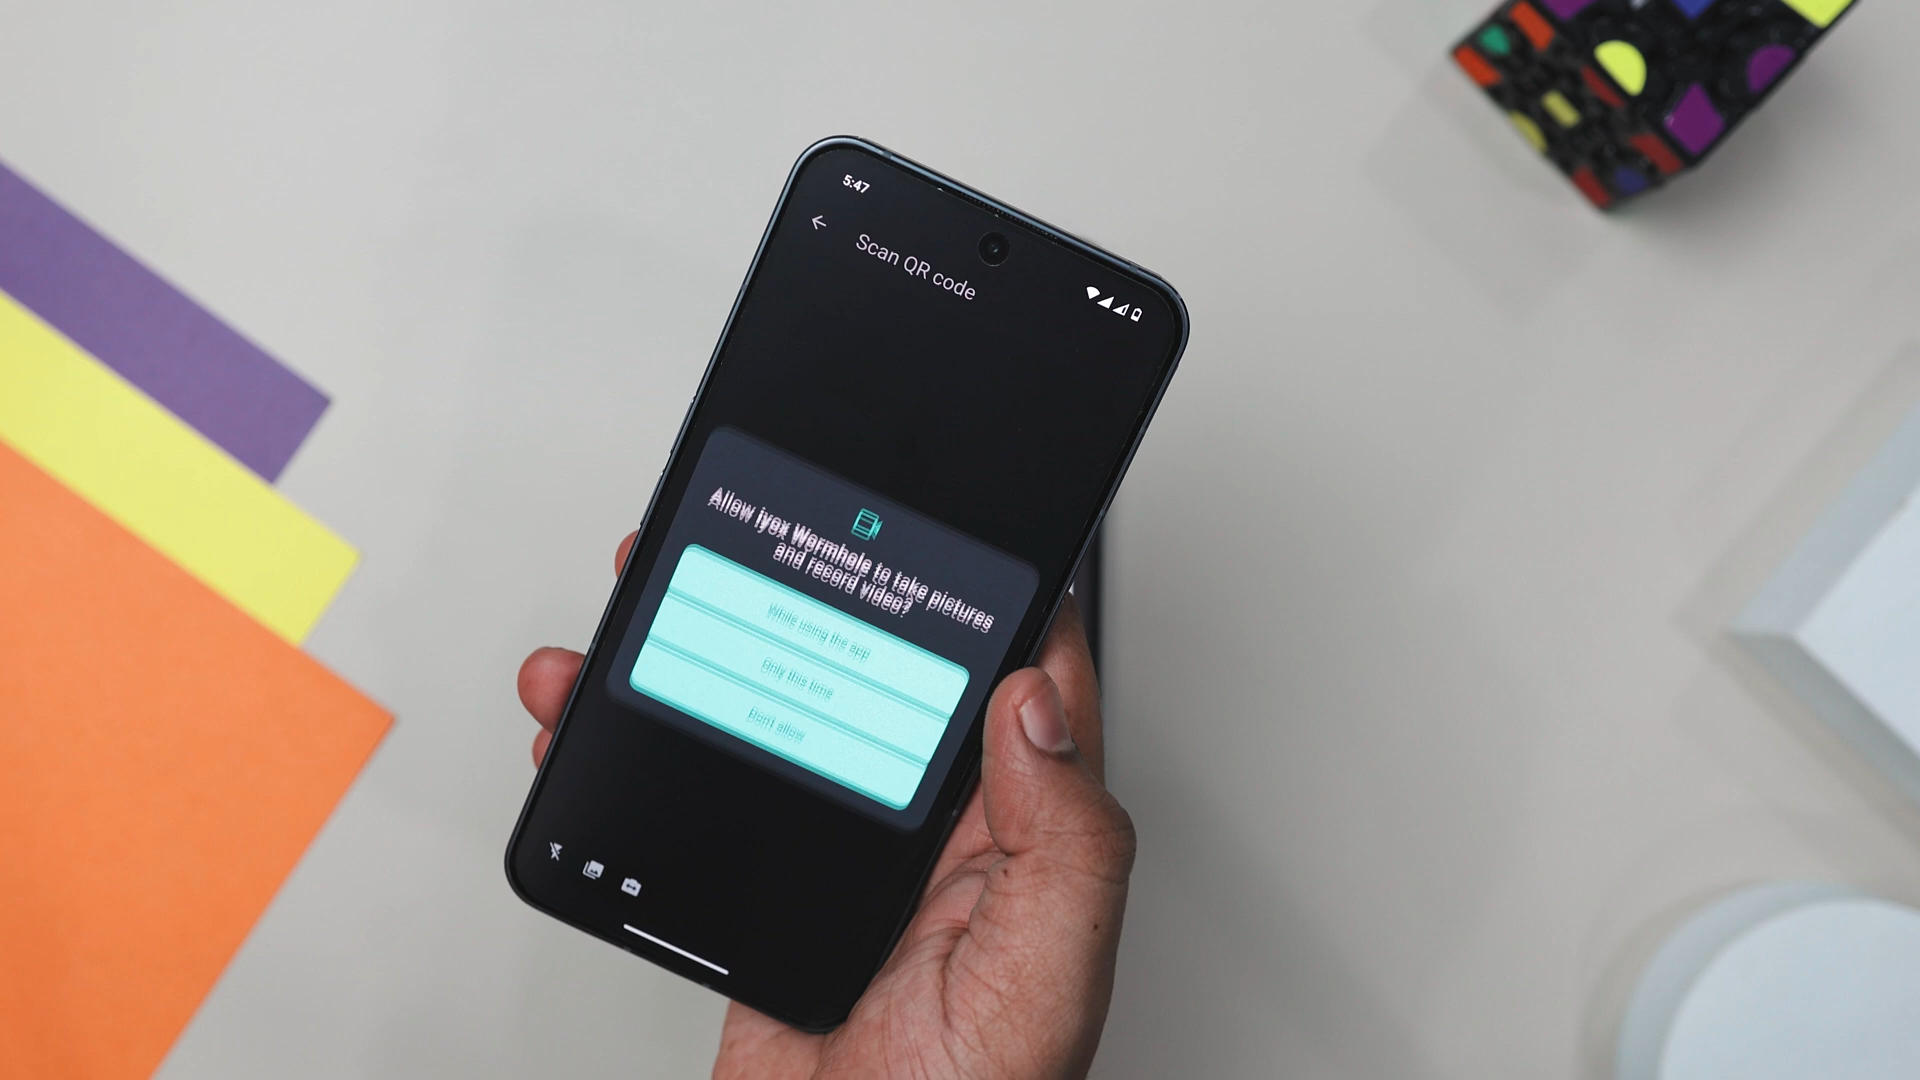 5:47
Scan QR code
Allow iyox Wormhole to take pictures
and record video?
While using the app
Only this time
Don't allow